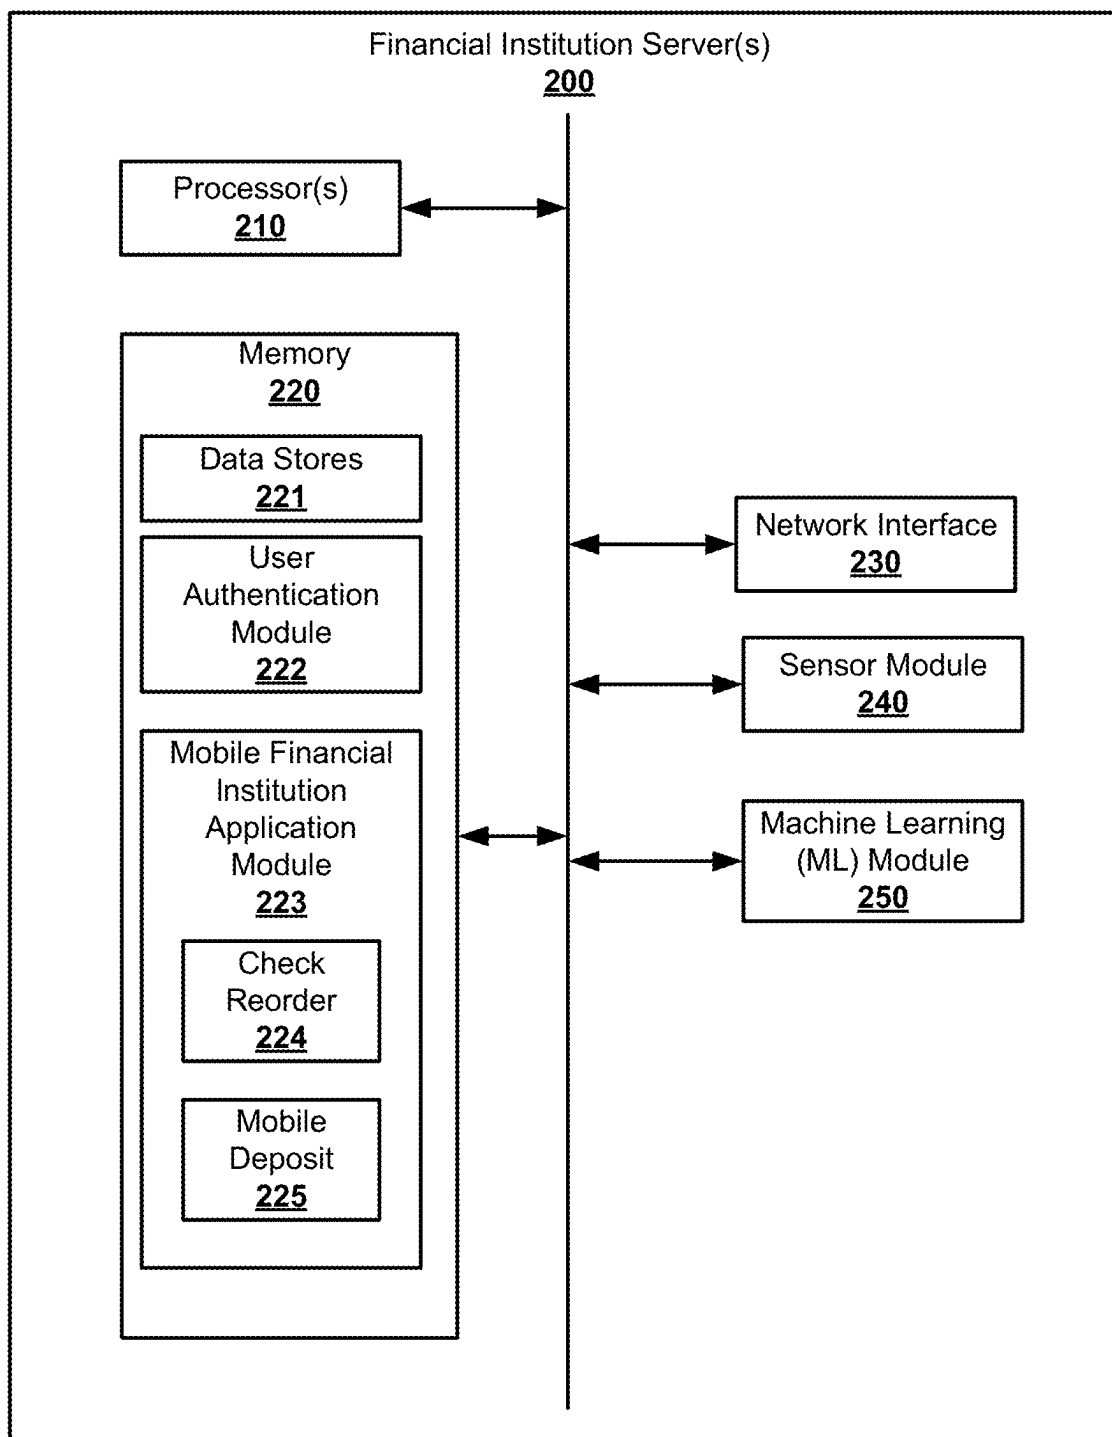 Financial Institution Server(s)
200
Processor(s)
210
Memory
220
Data Stores
221
User
Authentication
Module
222
Mobile Financial
Institution
Application
Module
223
Check
Reorder
224
Mobile
Deposit
225
Network Interface
230
Sensor Module
240
Machine Learning
(ML) Module
250